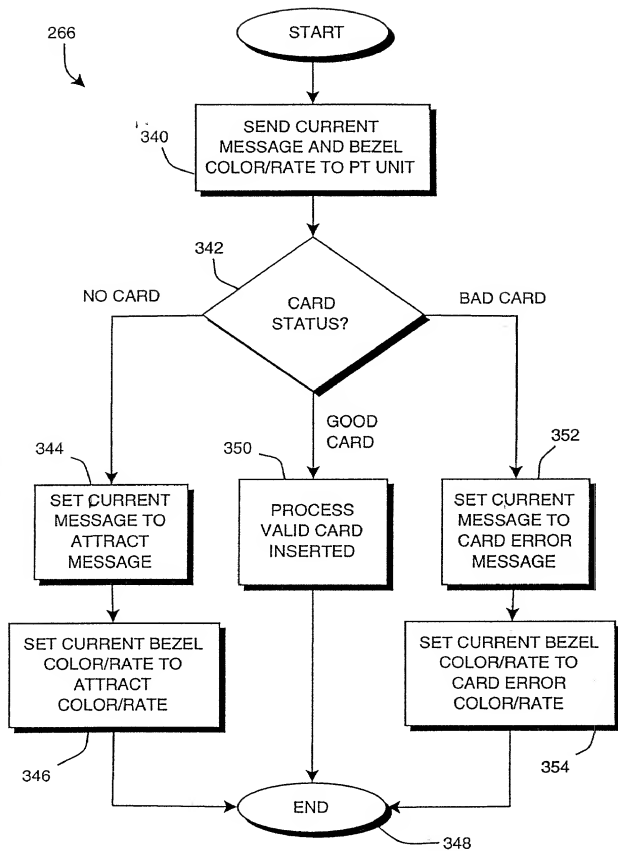 START
266
SEND CURRENT
MESSAGE AND BEZEL
COLOR/RATE TO PT UNIT
340
342
CARD
STATUS?
NO CARD
BAD CARD
GOOD
CARD
344
350
352
SET CURRENT
MESSAGE TO
ATTRACT
MESSAGE
PROCESS
VALID CARD
INSERTED
SET CURRENT
MESSAGE TO
CARD ERROR
MESSAGE
SET CURRENT BEZEL
COLOR/RATE TO
ATTRACT
COLOR/RATE
SET CURRENT BEZEL
COLOR/RATE TO
CARD ERROR
COLOR/RATE
346
354
END
348